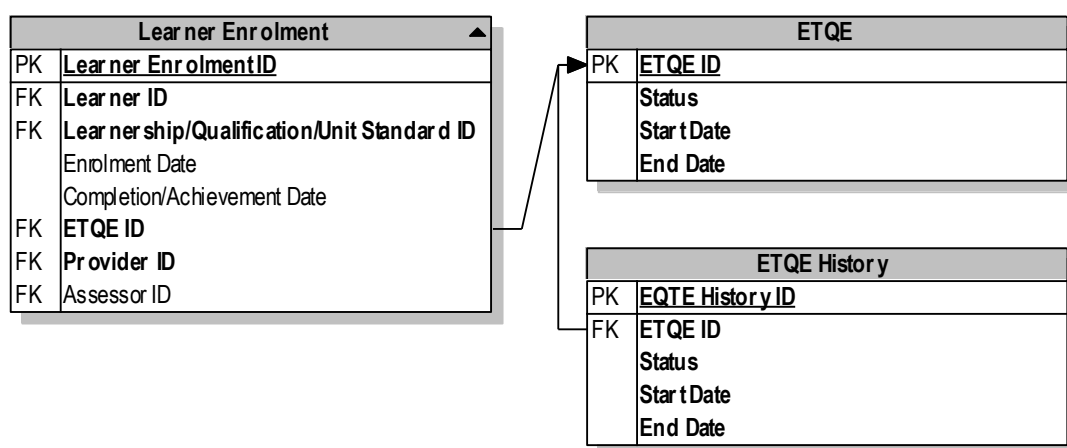 Learner Enrolment
PK Learner EnrolmentID
FK Learner ID
FK Learnership/Qualification/Unit Standard ID
Enrolment Date
Completion/Achievement Date
FK ETQE ID
FK Provider ID
FK Assessor ID
ETQE
PK ETQE ID
Status
Start Date
End Date
ETQE History
PK EQTE History ID
FK ETQE ID
Status
Start Date
End Date